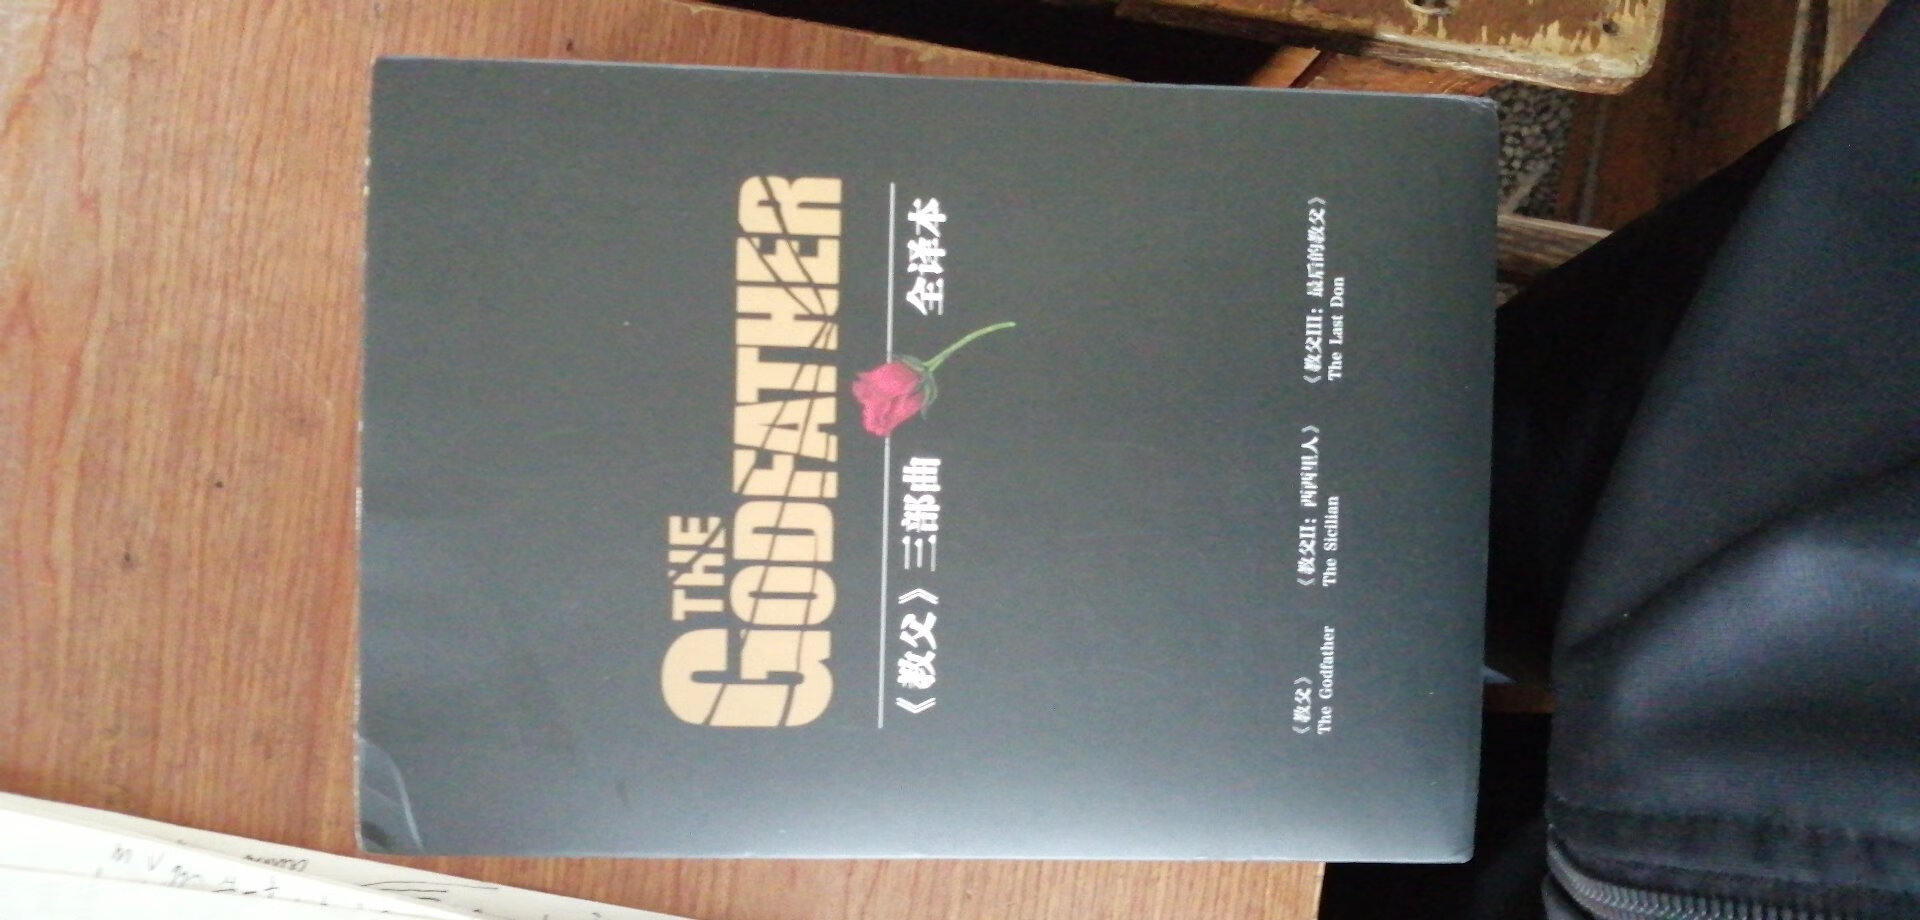 THE
GODFATHER
《教父》三部曲 全译本
《教父》
The Godfather
《教父II：西西里人》
The Sicilian
《教父III：最后的教父》
The Last Don